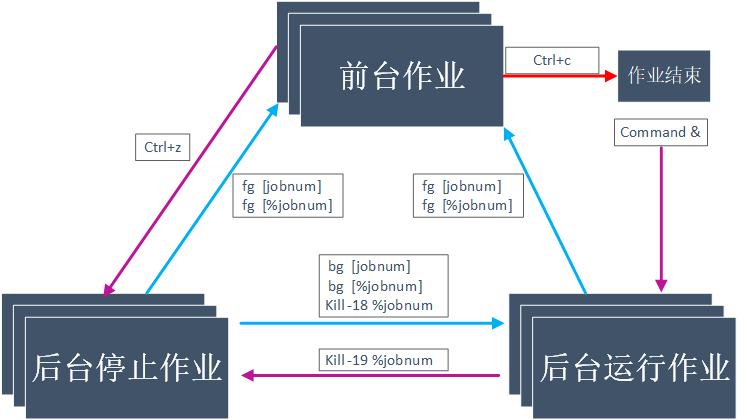 前台作业
Ctrl+c
作业结束
Command &
Ctrl+z
fg [jobnum]
fg [%jobnum]
fg [jobnum]
fg [%jobnum]
bg [jobnum]
bg [%jobnum]
Kill -18 %jobnum
Kill -19 %jobnum
后台停止作业
后台运行作业